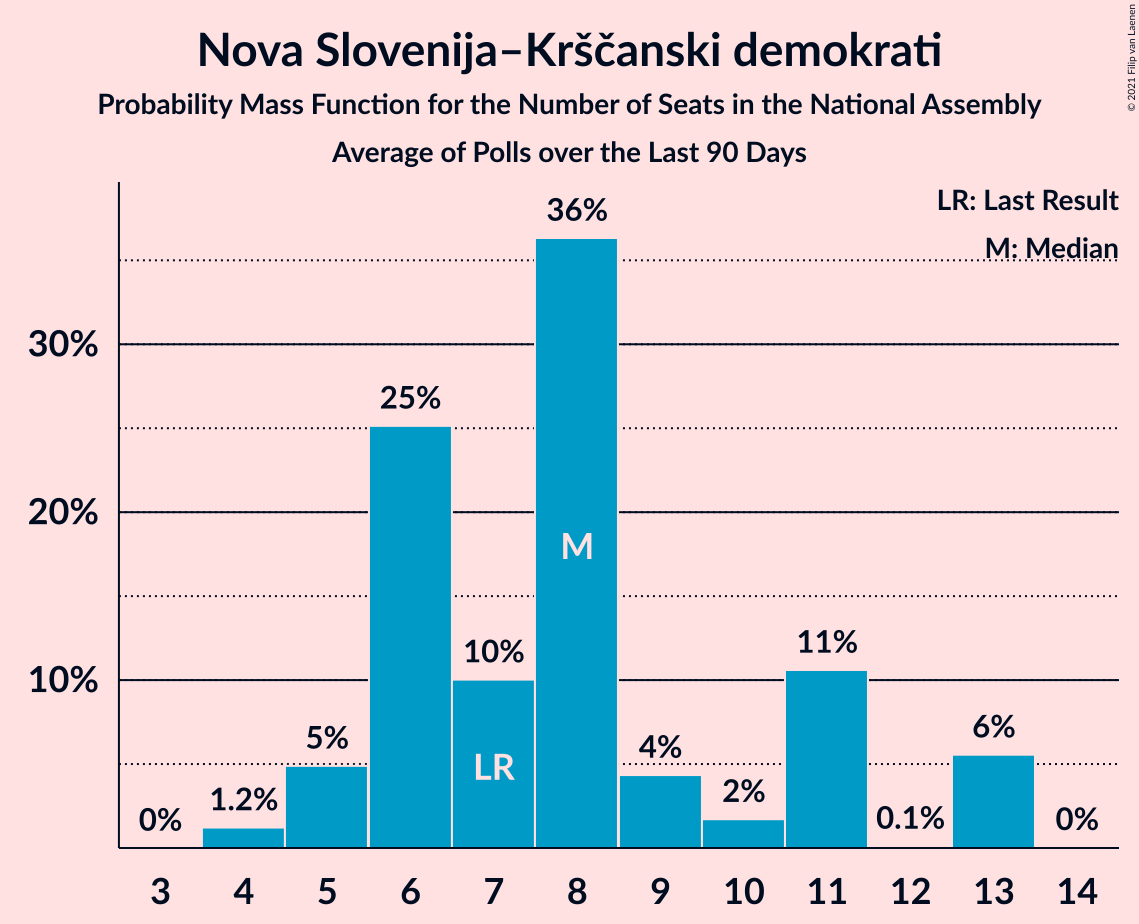 Nova Slovenija–Krščanski demokrati
Probability Mass Function for the Number of Seats in the National Assembly
Average of Polls over the Last 90 Days
© 2021 Filip van Laenen
LR: Last Result
M: Median
30%
20%
10%
0%
1.2%
5%
25%
10%
36%
4%
2%
11%
0.1%
6%
0%
LR
M
3 4 5 6 7 8 9 10 11 12 13 14